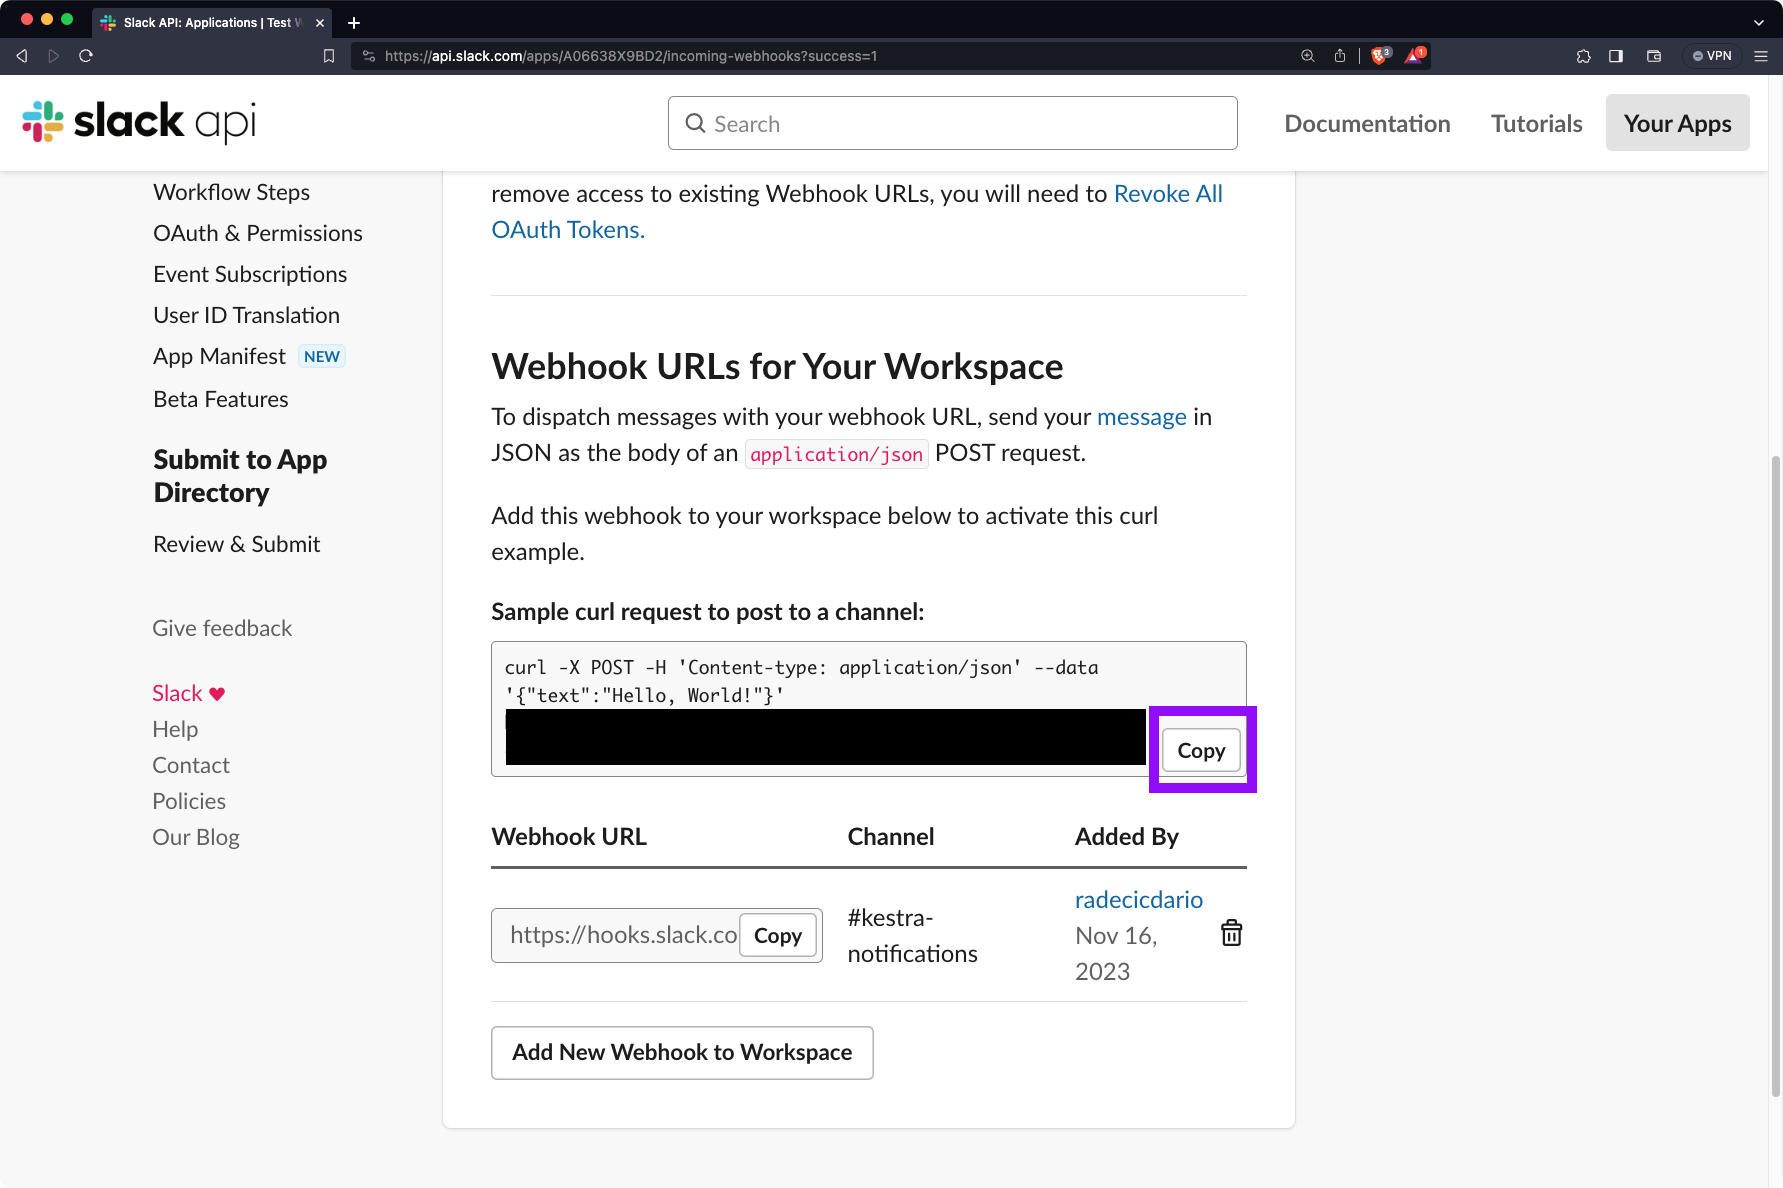 Slack API: Applications | Test
https://api.slack.com/apps/A06638X9BD2/incoming-webhooks?success=1
3
1
VPN
slack api
Search
Documentation
Tutorials
Your Apps
Workflow Steps
OAuth & Permissions
Event Subscriptions
User ID Translation
App Manifest NEW
Beta Features
Submit to App
Directory
Review & Submit
Give feedback
Slack ♥
Help
Contact
Policies
Our Blog
remove access to existing Webhook URLs, you will need to Revoke All
OAuth Tokens.
Webhook URLs for Your Workspace
To dispatch messages with your webhook URL, send your message in
JSON as the body of an application/json POST request.
Add this webhook to your workspace below to activate this curl
example.
Sample curl request to post to a channel:
curl -X POST -H 'Content-type: application/json' --data
'{"text":"Hello, World!"}'
Copy
Webhook URL Channel Added By
https://hooks.slack.co Copy
#kestra-
notifications
radecicdario
Nov 16,
2023
Add New Webhook to Workspace